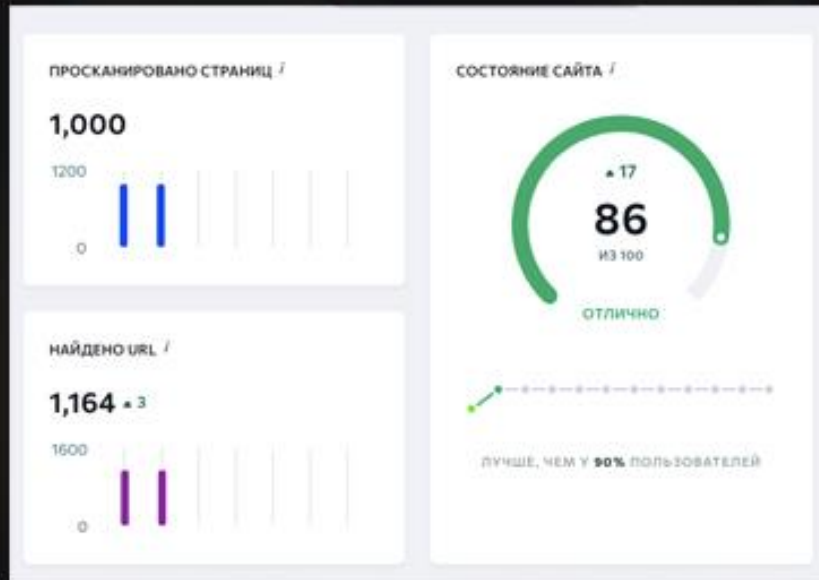 ПРОСКАНИРОВАНО СТРАНИЦ i
1,000
1200
0
НАЙДЕНО URL i
1,164 ▲ 3
1600
0
СОСТОЯНИЕ САЙТА i
▲ 17
86
ИЗ 100
ОТЛИЧНО
ЛУЧШЕ, ЧЕМ У 90% ПОЛЬЗОВАТЕЛЕЙ